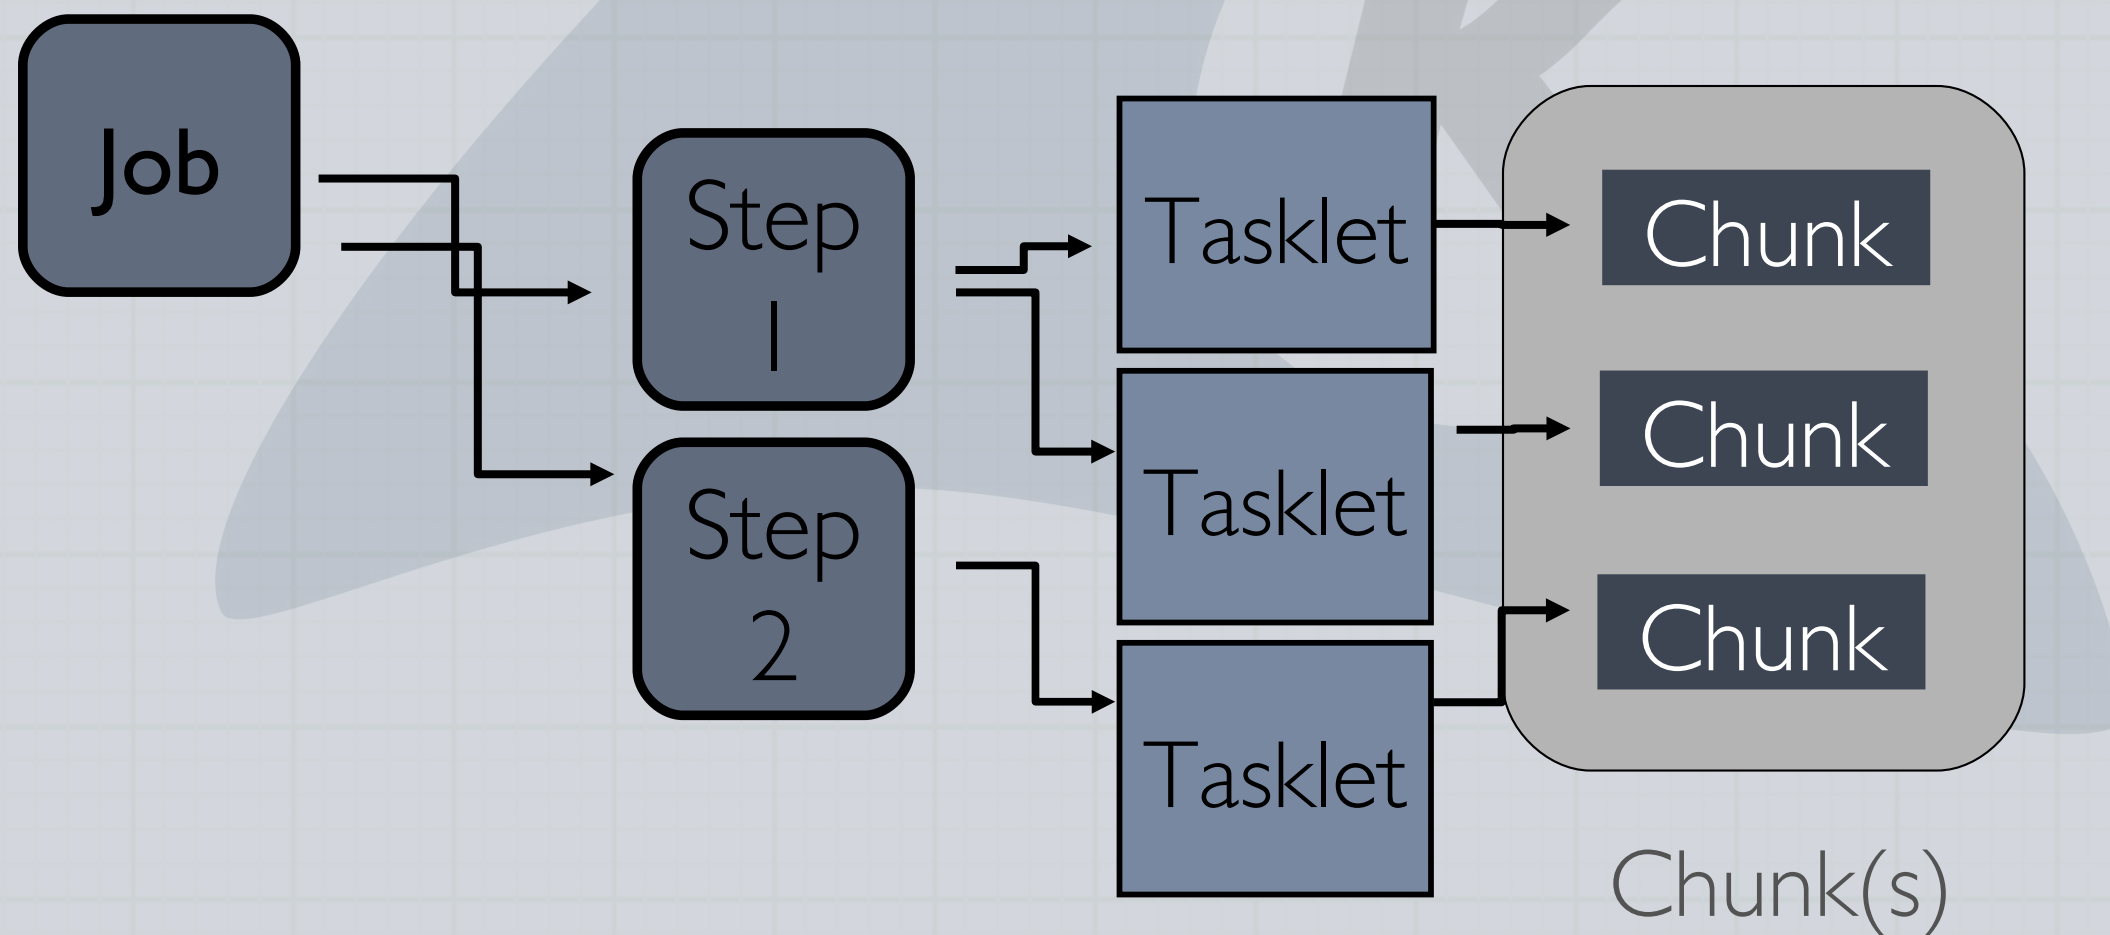 Job
Step
1
Step
2
Tasklet
Tasklet
Tasklet
Chunk
Chunk
Chunk
Chunk(s)